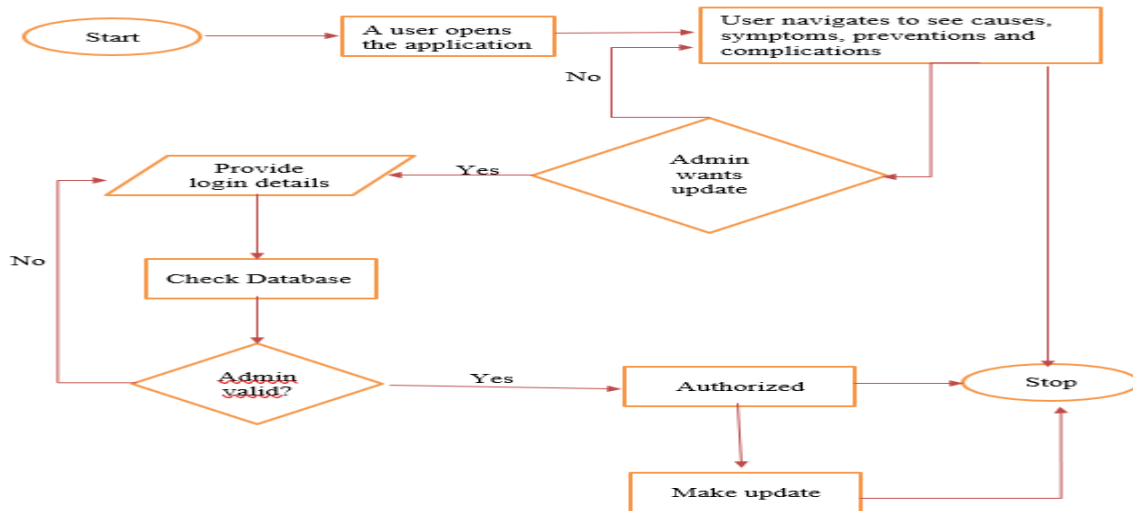 Start
A user opens
the application
User navigates to see causes,
symptoms, preventions and
complications
No
Admin
wants
update
Yes
Provide
login details
No
Check Database
Admin
valid?
Yes
Authorized
Stop
Make update